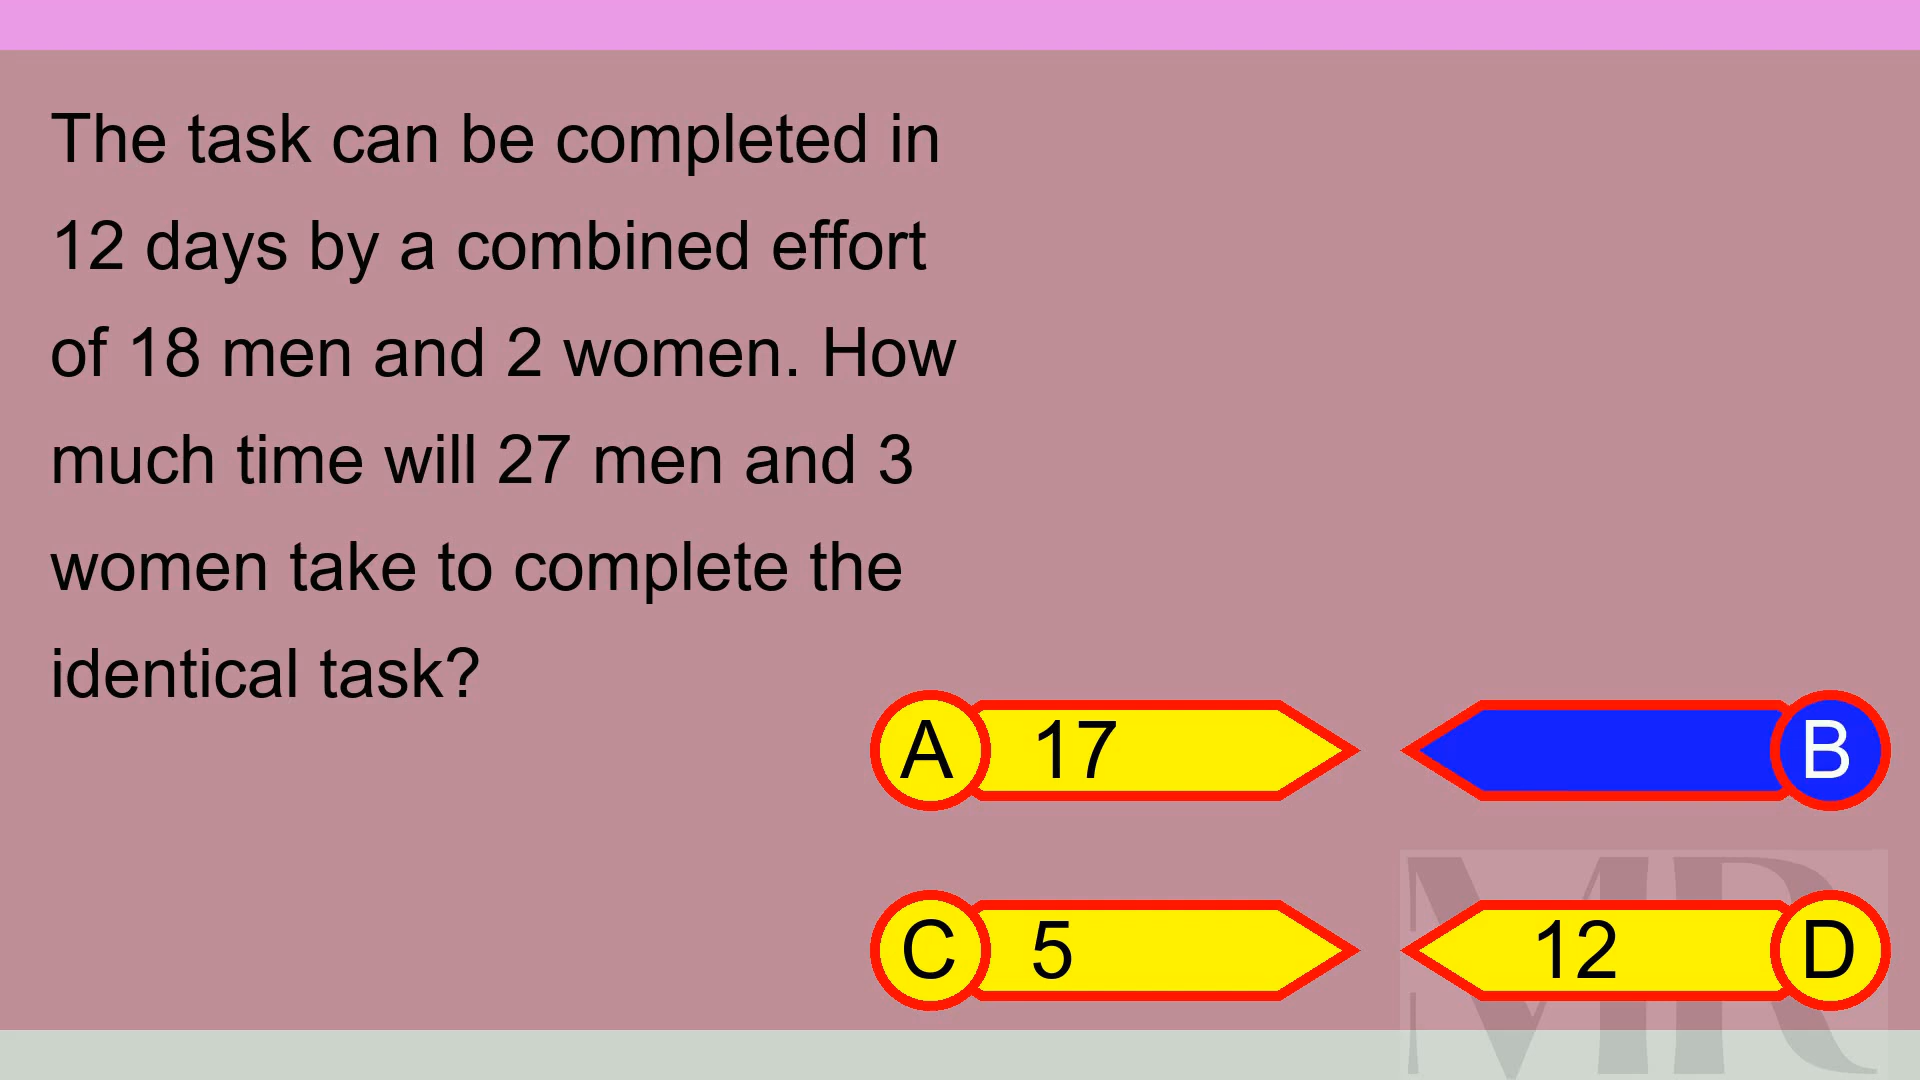 The task can be completed in
12 days by a combined effort
of 18 men and 2 women. How
much time will 27 men and 3
women take to complete the
identical task?
A 17
B
C 5
12 D
MR